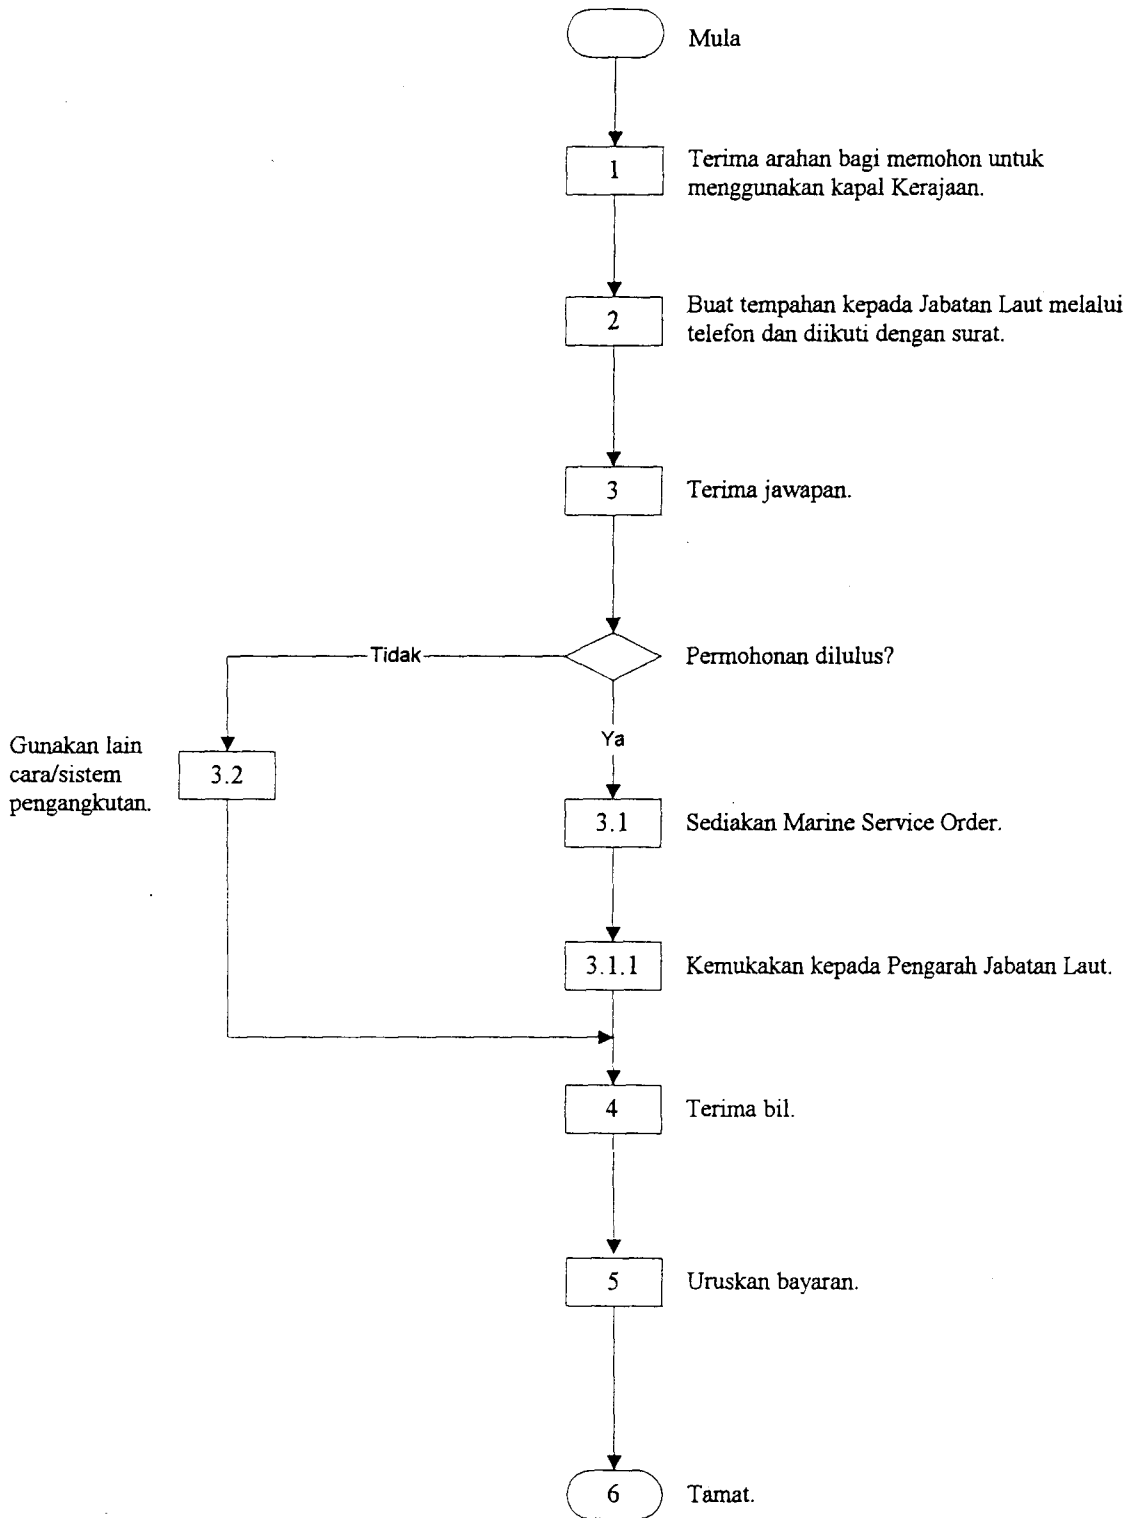 Mula
1
Terima arahan bagi memohon untuk
menggunakan kapal Kerajaan.
2
Buat tempahan kepada Jabatan Laut melalui
telefon dan diikuti dengan surat.
3
Terima jawapan.
Tidak
Permohonan dilulus?
Ya
Gunakan lain
cara/sistem
pengangkutan.
3.2
3.1
Sediakan Marine Service Order.
3.1.1
Kemukakan kepada Pengarah Jabatan Laut.
4
Terima bil.
5
Uruskan bayaran.
6
Tamat.